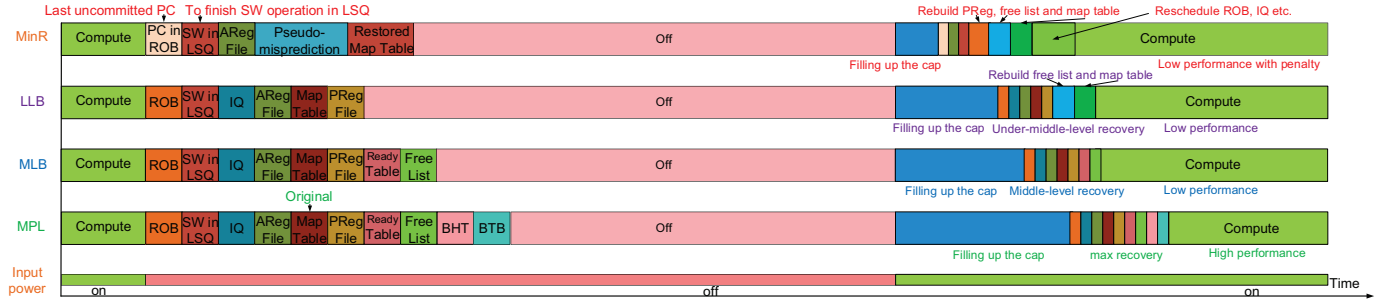 Last uncommitted PC
To finish SW operation in LSQ
Rebuild PReg, free list and map table
Reschedule ROB, IQ etc.
MinR
Compute
PC in
ROB
SW in
LSQ
AReg
File
Pseudo-
misprediction
Restored
Map Table
Off
Compute
Filling up the cap
Low performance with penalty
Rebuild free list and map table
LLB
Compute
ROB
SW in
LSQ
IQ
AReg
File
Map
Table
PReg
File
Off
Compute
Filling up the cap
Under-middle-level recovery
Low performance
MLB
Compute
ROB
SW in
LSQ
IQ
AReg
File
Map
Table
PReg
File
Ready
Table
Free
List
Off
Compute
Filling up the cap
Middle-level recovery
Low performance
Original
MPL
Compute
ROB
SW in
LSQ
IQ
AReg
File
Map
Table
PReg
File
Ready
Table
Free
List
BHT
BTB
Off
Compute
Filling up the cap
max recovery
High performance
Input
power
on
off
on
Time